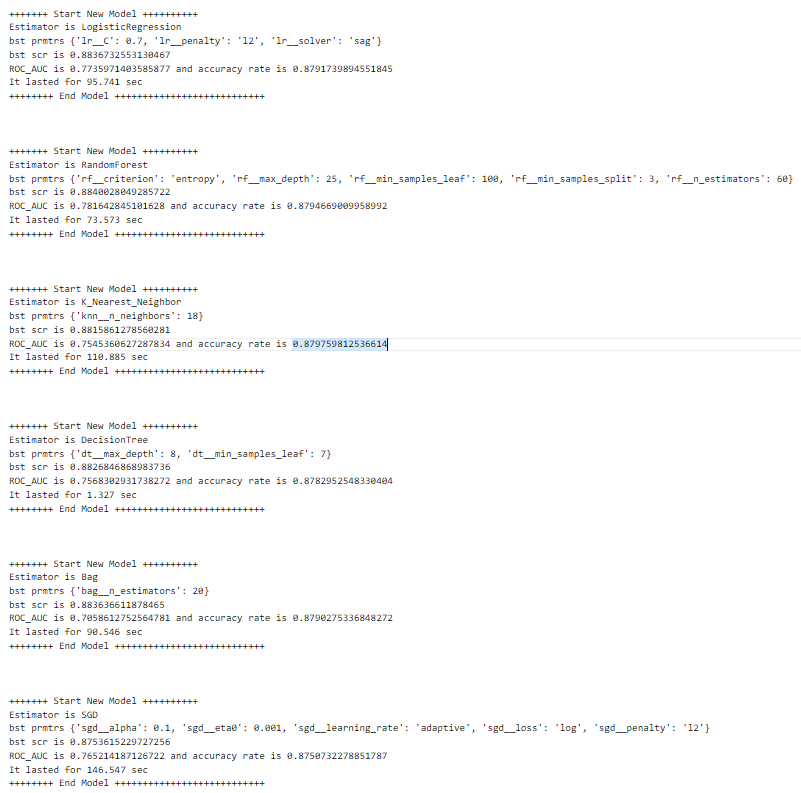 +++++++ Start New Model ++++++++++
Estimator is LogisticRegression
bst prmtrs {'lr__C': 0.7, 'lr__penalty': 'l2', 'lr__solver': 'sag'}
bst scr is 0.8836732553130467
ROC_AUC is 0.7735971403585877 and accuracy rate is 0.8791739894551845
It lasted for 95.741 sec
++++++++ End Model +++++++++++++++++++++++++++
+++++++ Start New Model ++++++++++
Estimator is RandomForest
bst prmtrs {'rf__criterion': 'entropy', 'rf__max_depth': 25, 'rf__min_samples_leaf': 100, 'rf__min_samples_split': 3, 'rf__n_estimators': 60}
bst scr is 0.8840028049285722
ROC_AUC is 0.781642845101628 and accuracy rate is 0.8794669009958992
It lasted for 73.573 sec
++++++++ End Model +++++++++++++++++++++++++++
+++++++ Start New Model ++++++++++
Estimator is K_Nearest_Neighbor
bst prmtrs {'knn__n_neighbors': 18}
bst scr is 0.8815861278560281
ROC_AUC is 0.7545360627287834 and accuracy rate is 0.879759812536614
It lasted for 110.885 sec
++++++++ End Model +++++++++++++++++++++++++++
+++++++ Start New Model ++++++++++
Estimator is DecisionTree
bst prmtrs {'dt__max_depth': 8, 'dt__min_samples_leaf': 7}
bst scr is 0.8826846868983736
ROC_AUC is 0.7568302931738272 and accuracy rate is 0.8782952548330404
It lasted for 1.327 sec
++++++++ End Model +++++++++++++++++++++++++++
+++++++ Start New Model ++++++++++
Estimator is Bag
bst prmtrs {'bag__n_estimators': 20}
bst scr is 0.883636611878465
ROC_AUC is 0.7058612752564781 and accuracy rate is 0.8790275336848272
It lasted for 90.546 sec
++++++++ End Model +++++++++++++++++++++++++++
+++++++ Start New Model ++++++++++
Estimator is SGD
bst prmtrs {'sgd__alpha': 0.1, 'sgd__eta0': 0.001, 'sgd__learning_rate': 'adaptive', 'sgd__loss': 'log', 'sgd__penalty': 'l2'}
bst scr is 0.8753615229727256
ROC_AUC is 0.765214187126722 and accuracy rate is 0.8750732278851787
It lasted for 146.547 sec
++++++++ End Model +++++++++++++++++++++++++++